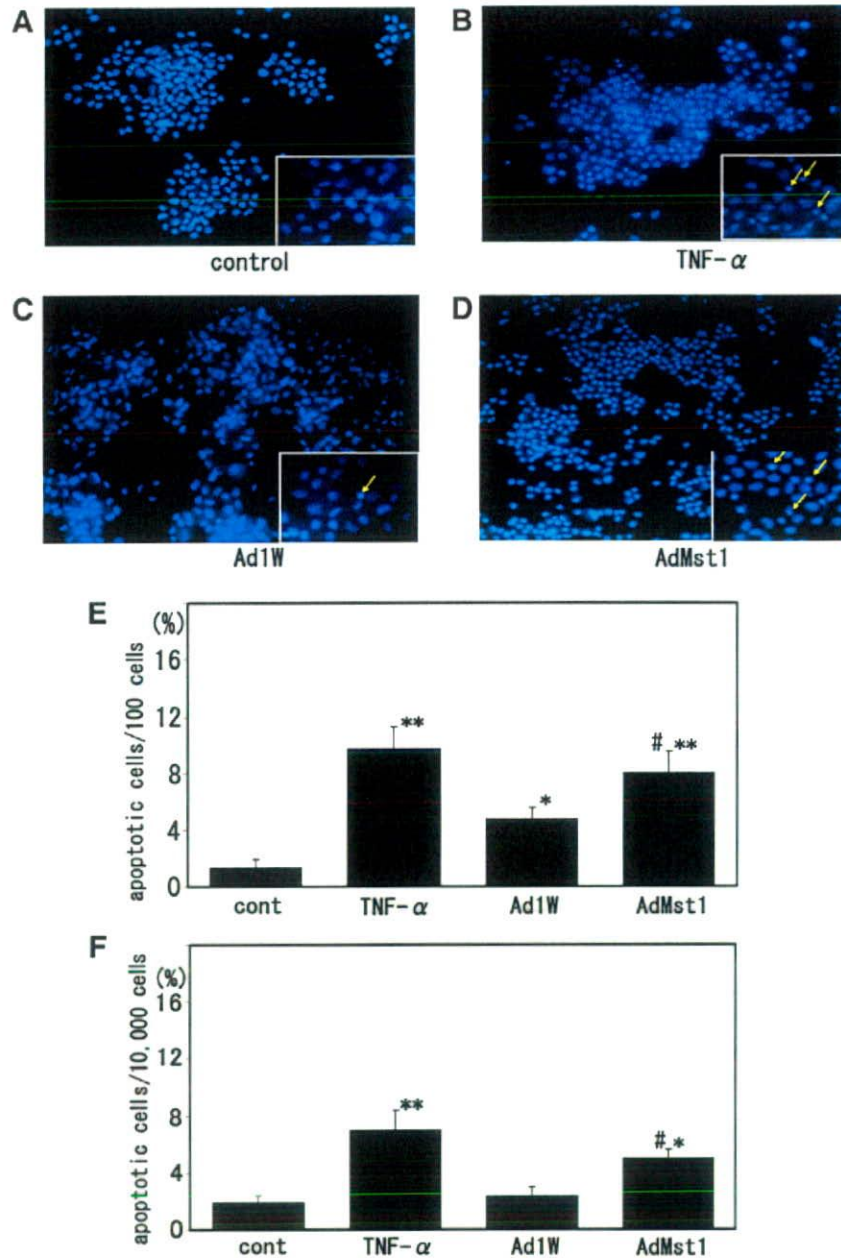 A
B
control
TNF-α
C
D
Ad1W
AdMst1
E
(%)
16
12
8
4
0
apoptotic cells/100 cells
**
*
# **
cont TNF-α Ad1W AdMst1
F
(%)
16
12
8
4
0
apoptotic cells/10,000 cells
**
# *
cont TNF-α Ad1W AdMst1